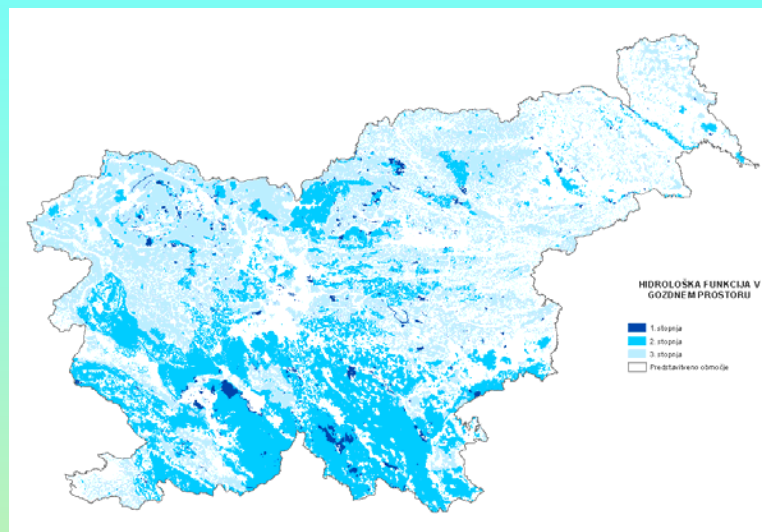 HIDROLOŠKA FUNKCIJA V
GOZDNEM PROSTORU
1. stopnja
2. stopnja
3. stopnja
Predstavitveno območje